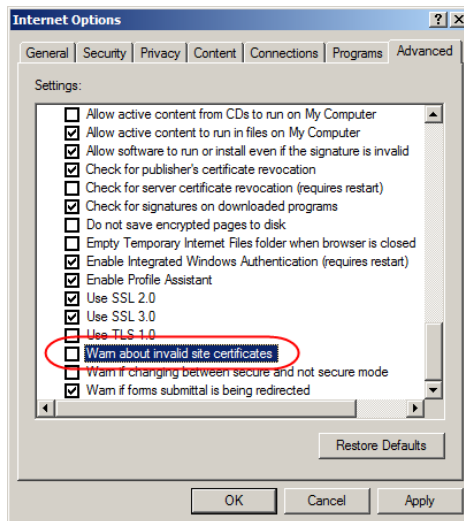 Internet Options
General Security Privacy Content Connections Programs Advanced
Settings:
Allow active content from CDs to run on My Computer
Allow active content to run in files on My Computer
Allow software to run or install even if the signature is invalid
Check for publisher's certificate revocation
Check for server certificate revocation (requires restart)
Check for signatures on downloaded programs
Do not save encrypted pages to disk
Empty Temporary Internet Files folder when browser is closed
Enable Integrated Windows Authentication (requires restart)
Enable Profile Assistant
Use SSL 2.0
Use SSL 3.0
Use TLS 1.0
Warn about invalid site certificates
Warn if changing between secure and not secure mode
Warn if forms submittal is being redirected
Restore Defaults
OK Cancel Apply